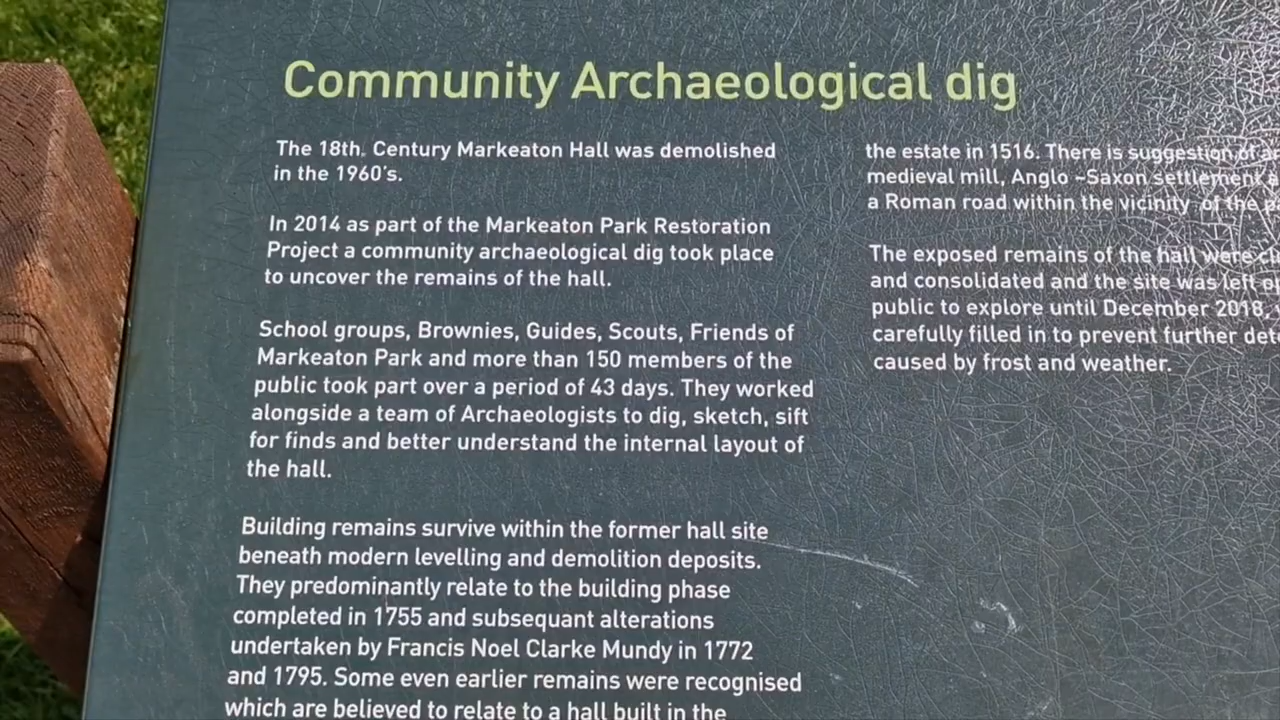 Community Archaeological dig
The 18th. Century Markeaton Hall was demolished
in the 1960's.
In 2014 as part of the Markeaton Park Restoration
Project a community archaeological dig took place
to uncover the remains of the hall.
School groups, Brownies, Guides, Scouts, Friends of
Markeaton Park and more than 150 members of the
public took part over a period of 43 days. They worked
alongside a team of Archaeologists to dig, sketch, sift
for finds and better understand the internal layout of
the hall.
Building remains survive within the former hall site
beneath modern levelling and demolition deposits.
They predominantly relate to the building phase
completed in 1755 and subsequant alterations
undertaken by Francis Noel Clarke Mundy in 1772
and 1795. Some even earlier remains were recognised
which are believed to relate to a hall built in the
the estate in 1516. There is suggestion of
medieval mill, Anglo -Saxon settlement
a Roman road within the vicinity of the
The exposed remains of the hall were
and consolidated and the site was left
public to explore until December 2018,
carefully filled in to prevent further
caused by frost and weather.